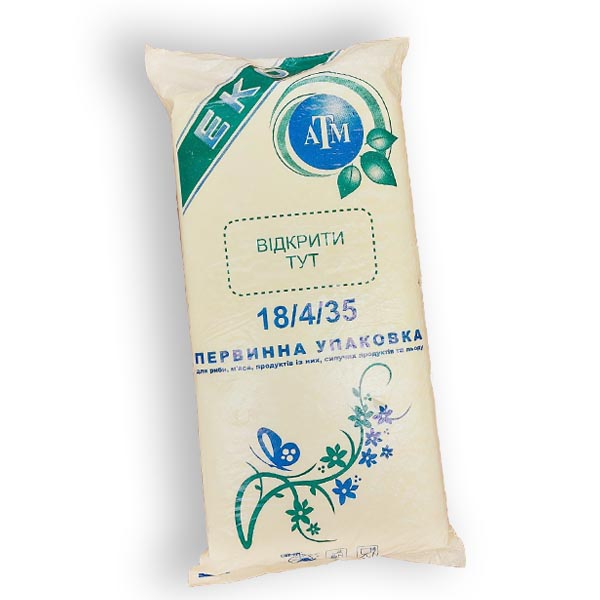 ЕКО
АТМ
ВІДКРИТИ
ТУТ
18/4/35
ПЕРВИННА УПАКОВКА
для риби, м'яса, продуктів із них, сипучих продуктів та льоду